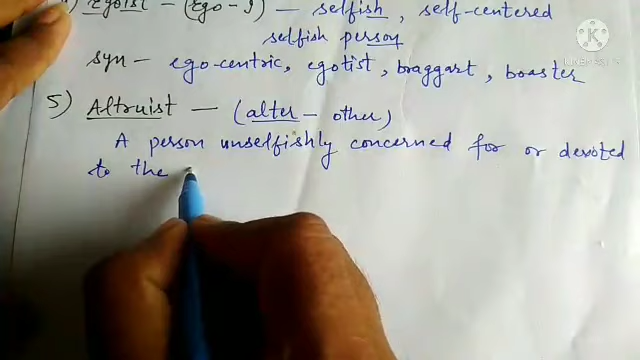 Egoist - (Ego - I) - selfish, self-centered
selfish person
syn - ego-centric, egotist, braggart, boaster
5) Altruist - (alter - other)
A person unselfishly concerned for or devoted
to the
KINEMASTER